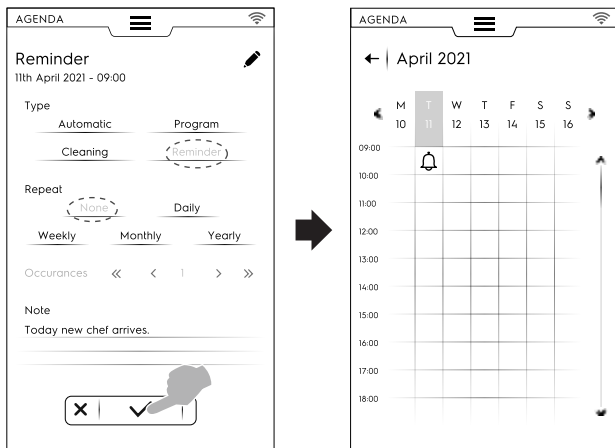 AGENDA
Reminder
11th April 2021 - 09:00
Type
Automatic Program
Cleaning Reminder
Repeat
None Daily
Weekly Monthly Yearly
Occurances « < 1 > »
Note
Today new chef arrives.
AGENDA
April 2021
M T W T F S S
10 11 12 13 14 15 16
09:00
10:00
11:00
12:00
13:00
14:00
15:00
16:00
17:00
18:00